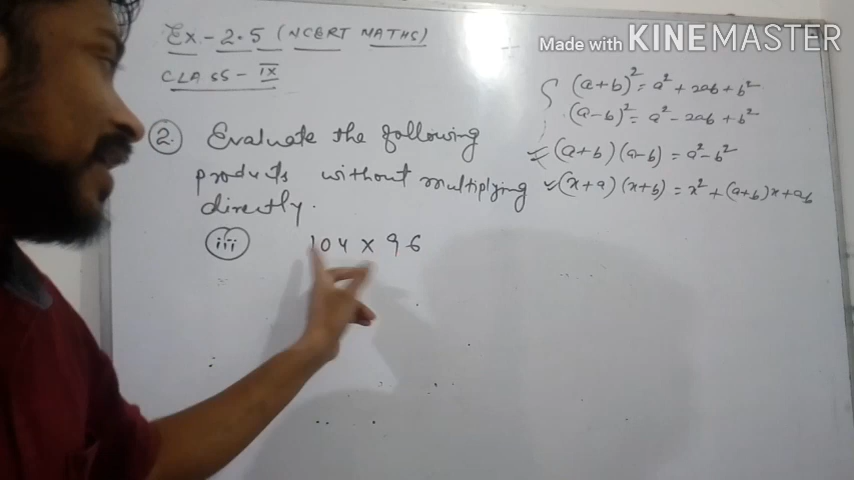 Ex-2.5 (NCERT MATHS)
CLASS-IX
Made with KINEMASTER
(a+b)² = a² + 2ab + b²
(a-b)² = a² - 2ab + b²
(a+b) (a-b) = a² - b²
(x+a) (x+b) = x² + (a+b)x + ab
2. Evaluate the following
products without multiplying
directly.
iii 104 x 96